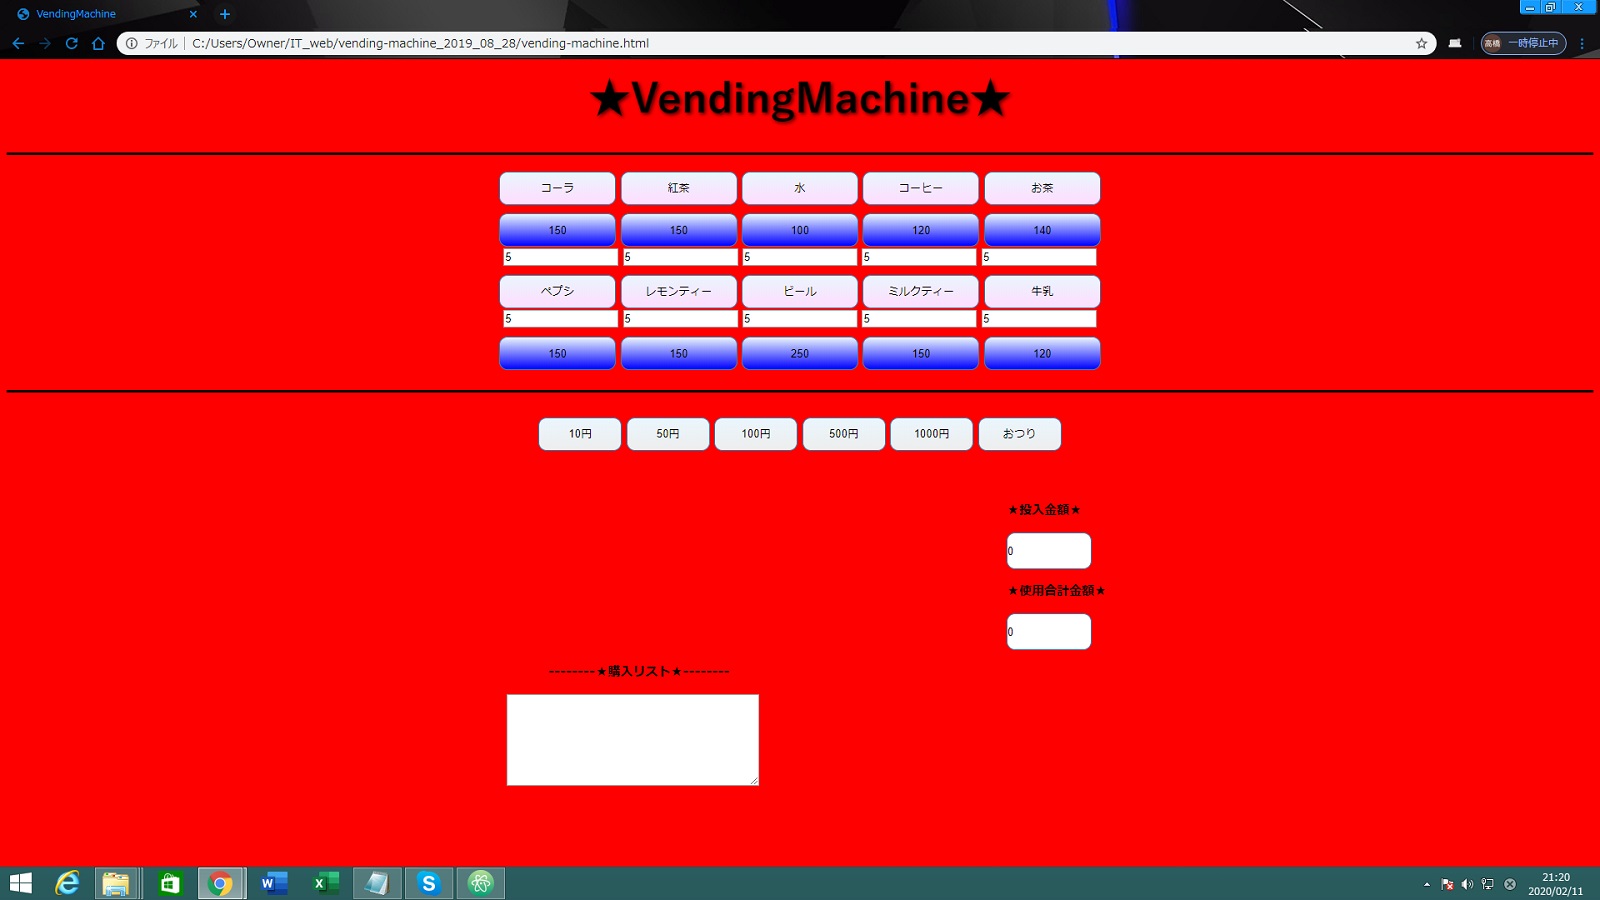 VendingMachine
ファイル C:/Users/Owner/IT_web/vending-machine_2019_08_28/vending-machine.html 高橋 一時停止中
★VendingMachine★
コーラ 紅茶 水 コーヒー お茶
150 150 100 120 140
5 5 5 5 5
ペプシ レモンティー ビール ミルクティー 牛乳
5 5 5 5 5
150 150 250 150 120
10円 50円 100円 500円 1000円 おつり
★投入金額★
0
★使用合計金額★
0
--------★購入リスト★--------
21:20
2020/02/11